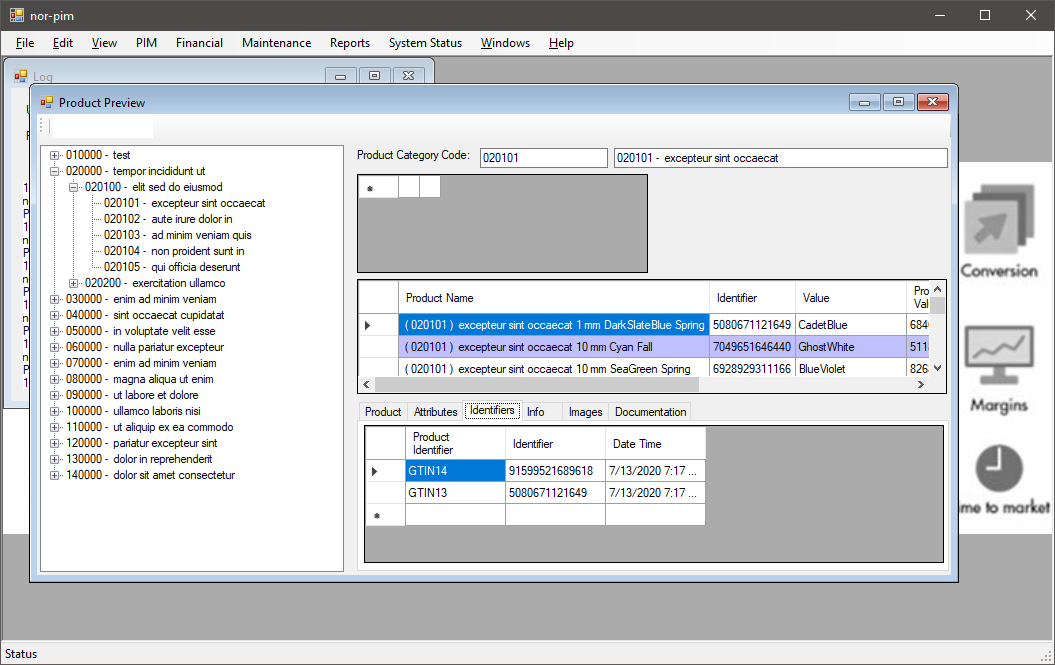 nor-pim
File Edit View PIM Financial Maintenance Reports System Status Windows Help
Log
Product Preview
010000 - test
020000 - tempor incididunt ut
020100 - elit sed do eiusmod
020101 - excepteur sint occaecat
020102 - aute irure dolor in
020103 - ad minim veniam quis
020104 - non proident sunt in
020105 - qui officia deserunt
020200 - exercitation ullamco
030000 - enim ad minim veniam
040000 - sint occaecat cupidatat
050000 - in voluptate velit esse
060000 - nulla pariatur excepteur
070000 - enim ad minim veniam
080000 - magna aliqua ut enim
090000 - ut labore et dolore
100000 - ullamco laboris nisi
110000 - ut aliquip ex ea commodo
120000 - pariatur excepteur sint
130000 - dolor in reprehenderit
140000 - dolor sit amet consectetur
Product Category Code: 020101 020101 - excepteur sint occaecat
Product Name Identifier Value Pro
Val
( 020101 ) excepteur sint occaecat 1 mm DarkSlateBlue Spring 5080671121649 CadetBlue 684
( 020101 ) excepteur sint occaecat 10 mm Cyan Fall 7049651646440 GhostWhite 511
( 020101 ) excepteur sint occaecat 10 mm SeaGreen Spring 6928929311166 BlueViolet 826
Product Attributes Identifiers Info Images Documentation
Product
Identifier Identifier Date Time
GTIN14 91599521689618 7/13/2020 7:17 ...
GTIN13 5080671121649 7/13/2020 7:17 ...
Conversion
Margins
me to market
Status